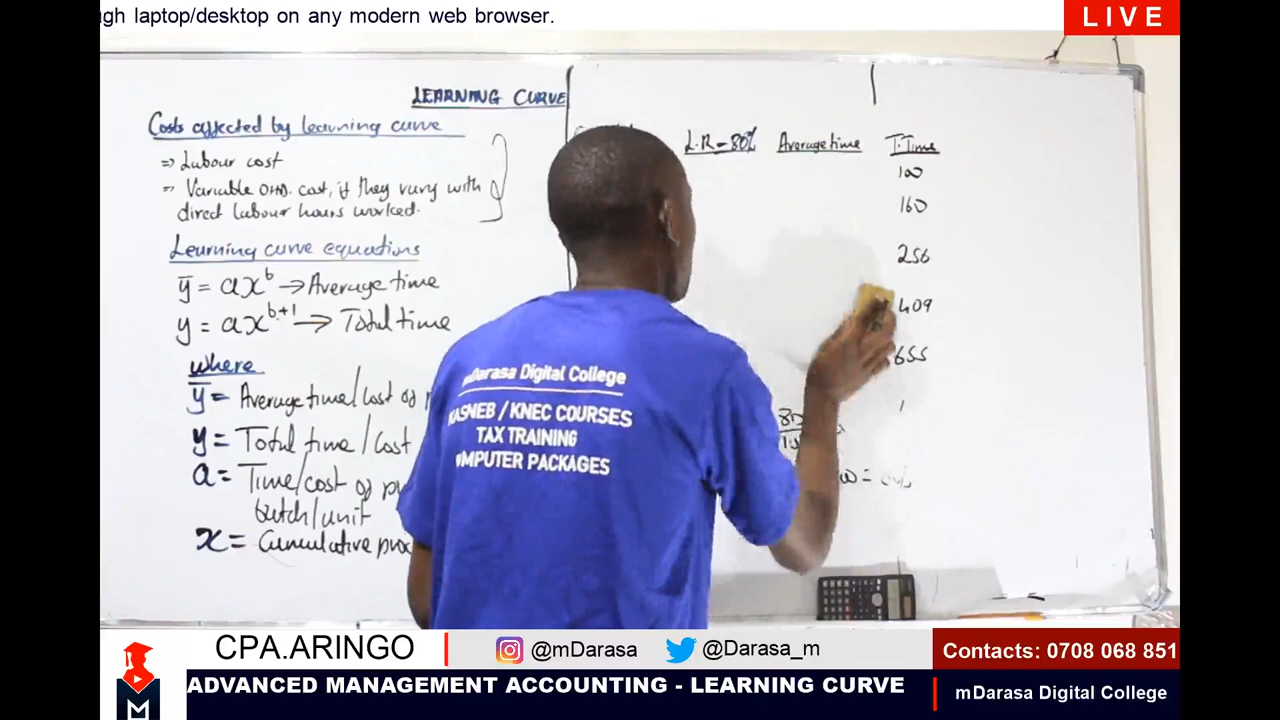 gh laptop/desktop on any modern web browser.
LIVE
LEARNING CURVE
Costs affected by learning curve
⇒ Labour cost
⇒ Variable OHD. cost, if they vary with
direct labour hours worked.
Learning curve equations
ȳ = ax^b → Average time
y = ax^b+1 → Total time
where
ȳ = Average time/cost of
y = Total time/cost
a = Time/cost of
batch/unit
x = Cumulative
L.R = 80% Average time T.Time
100
160
256
409
655
mDarasa Digital College
KASNEB / KNEC COURSES
TAX TRAINING
OMPUTER PACKAGES
CPA.ARINGO
@mDarasa
@Darasa_m
Contacts: 0708 068 851
ADVANCED MANAGEMENT ACCOUNTING - LEARNING CURVE
mDarasa Digital College